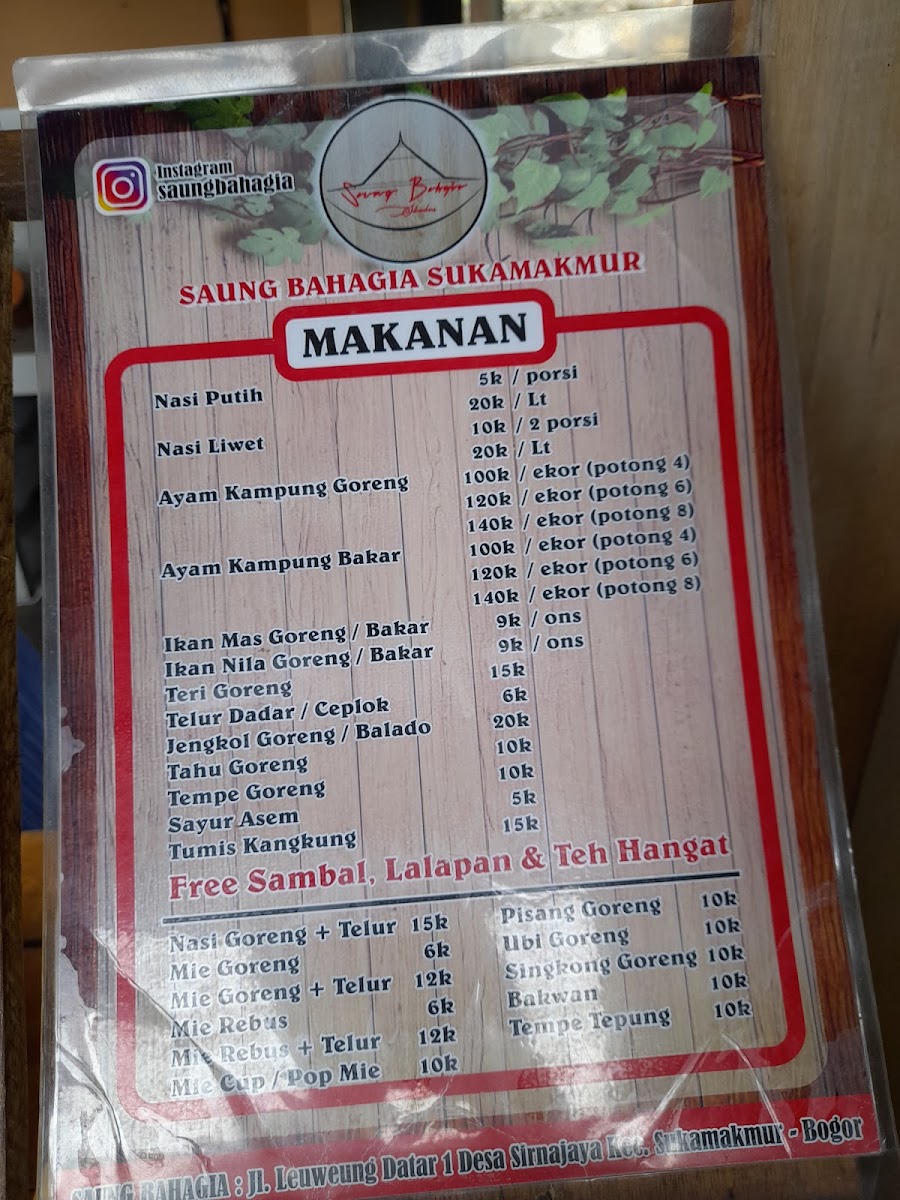 Instagram
saungbahagia
Saung Bahagia
SAUNG BAHAGIA SUKAMAKMUR
MAKANAN
Nasi Putih 5k / porsi
20k / Lt
Nasi Liwet 10k / 2 porsi
20k / Lt
Ayam Kampung Goreng 100k / ekor (potong 4)
120k / ekor (potong 6)
140k / ekor (potong 8)
Ayam Kampung Bakar 100k / ekor (potong 4)
120k / ekor (potong 6)
140k / ekor (potong 8)
Ikan Mas Goreng / Bakar 9k / ons
Ikan Nila Goreng / Bakar 9k / ons
Teri Goreng 15k
Telur Dadar / Ceplok 6k
Jengkol Goreng / Balado 20k
Tahu Goreng 10k
Tempe Goreng 10k
Sayur Asem 5k
Tumis Kangkung 15k
Free Sambal, Lalapan & Teh Hangat
Nasi Goreng + Telur 15k
Mie Goreng 6k
Mie Goreng + Telur 12k
Mie Rebus 6k
Mie Rebus + Telur 12k
Mie Cup / Pop Mie 10k
Pisang Goreng 10k
Ubi Goreng 10k
Singkong Goreng 10k
Bakwan 10k
Tempe Tepung 10k
SAUNG BAHAGIA : Jl. Leuweung Datar 1 Desa Sirnajaya Kec. Sukamakmur - Bogor